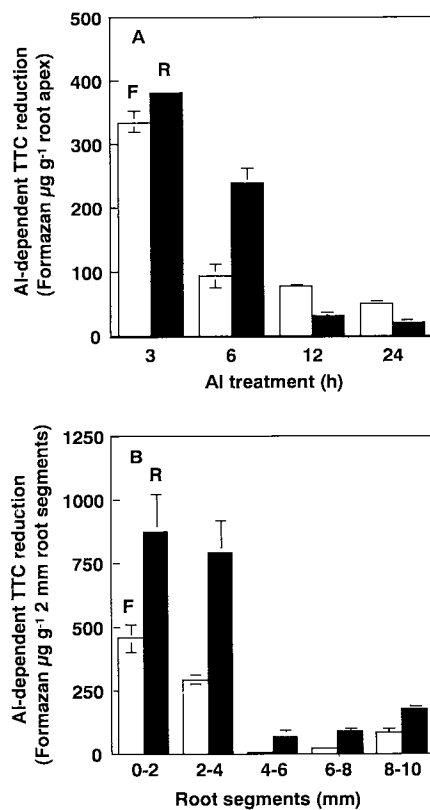 A
F
R
500
400
300
200
100
0
3 6 12 24
Al treatment (h)
Al-dependent TTC reduction
(Formazan µg g⁻¹ root apex)
B
R
F
1250
1000
750
500
250
0
0-2 2-4 4-6 6-8 8-10
Root segments (mm)
Al-dependent TTC reduction
(Formazan µg g⁻¹ 2 mm root segments)